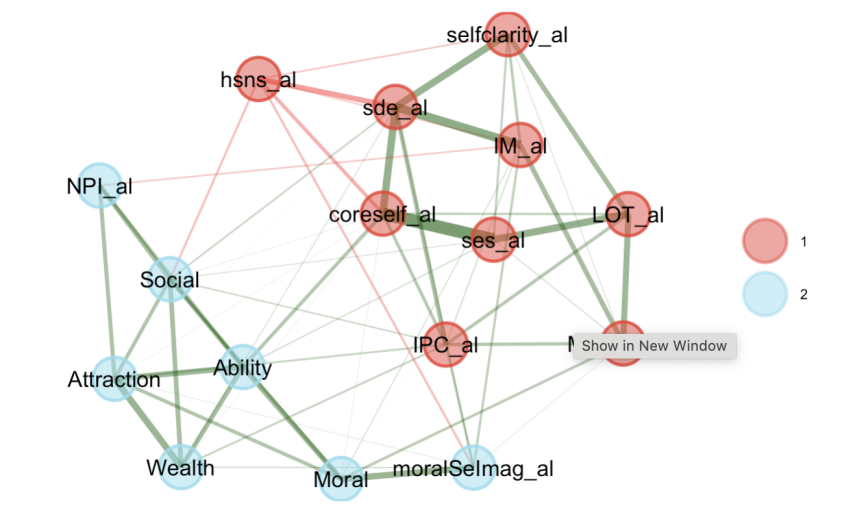 selfclarity_al
hsns_al
sde_al
IM_al
NPI_al
coreself_al
LOT_al
ses_al
1
Social
2
IPC_al
M
Show in New Window
Ability
Attraction
Wealth
moralSelmag_al
Moral